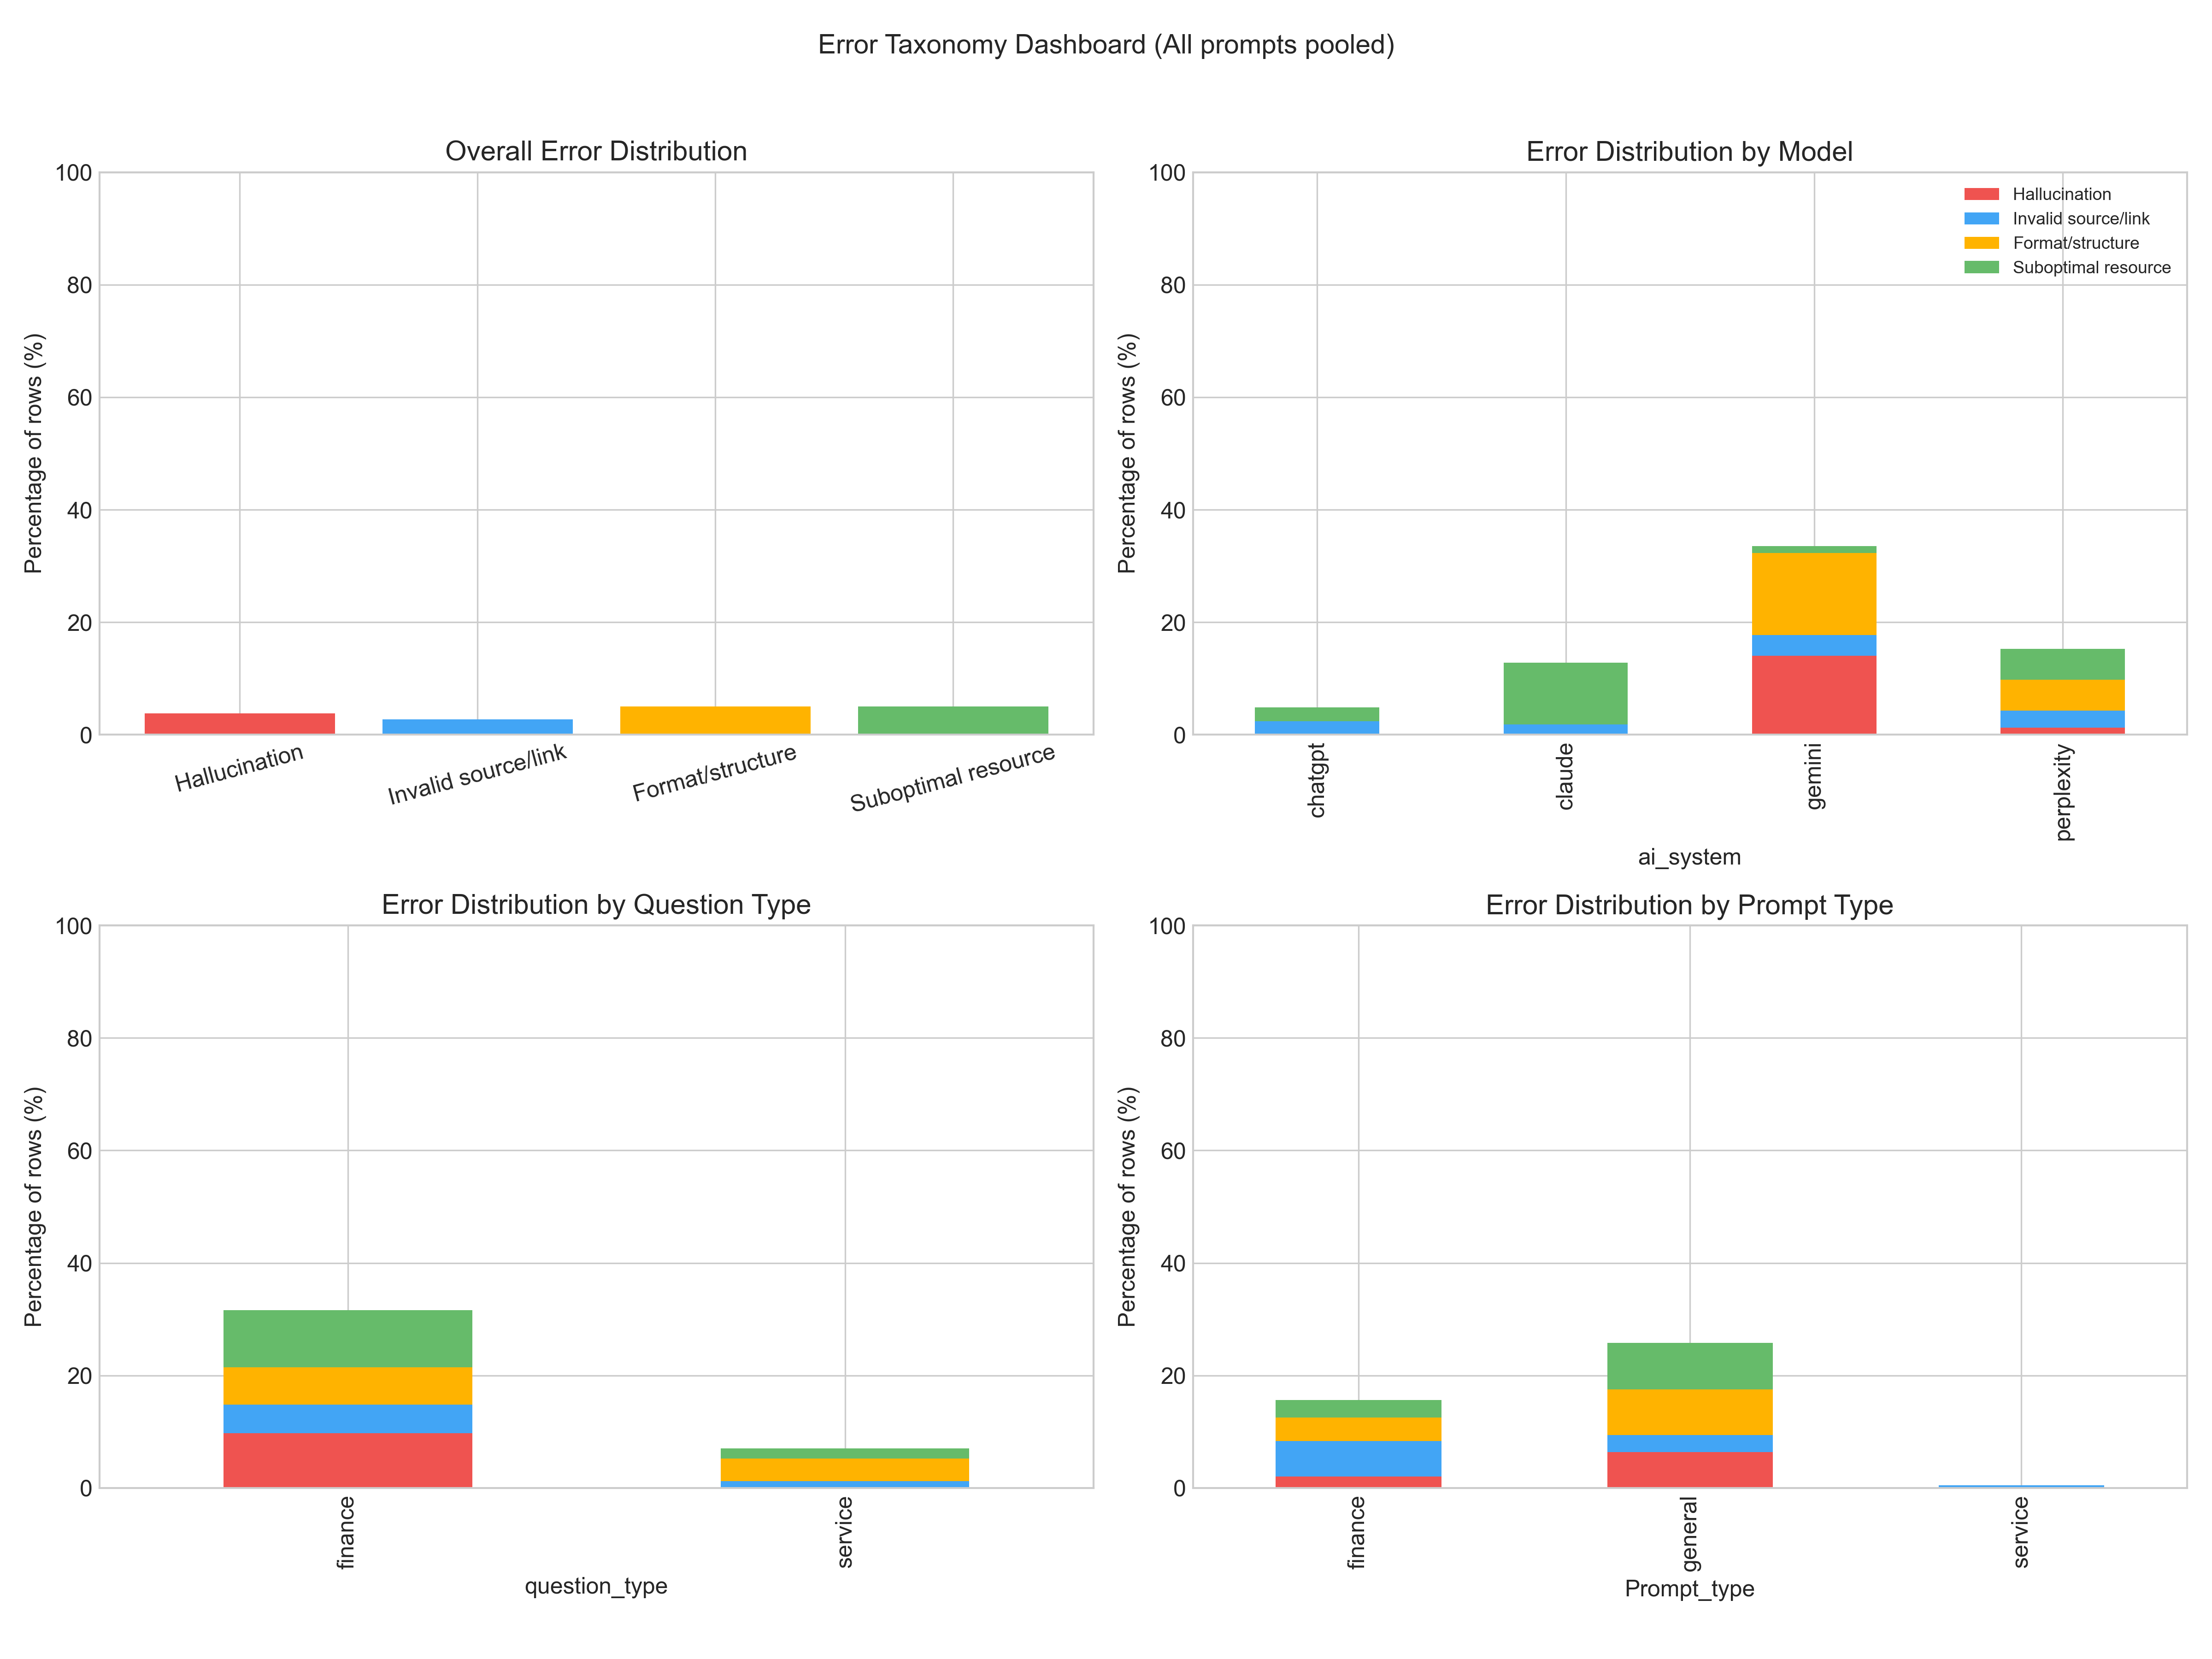 Error Taxonomy Dashboard (All prompts pooled)
Overall Error Distribution
100
80
60
40
20
0
Percentage of rows (%)
Hallucination
Invalid source/link
Format/structure
Suboptimal resource
Error Distribution by Model
100
80
60
40
20
0
Percentage of rows (%)
Hallucination
Invalid source/link
Format/structure
Suboptimal resource
chatgpt
claude
gemini
perplexity
ai_system
Error Distribution by Question Type
100
80
60
40
20
0
Percentage of rows (%)
finance
service
question_type
Error Distribution by Prompt Type
100
80
60
40
20
0
Percentage of rows (%)
finance
general
service
Prompt_type